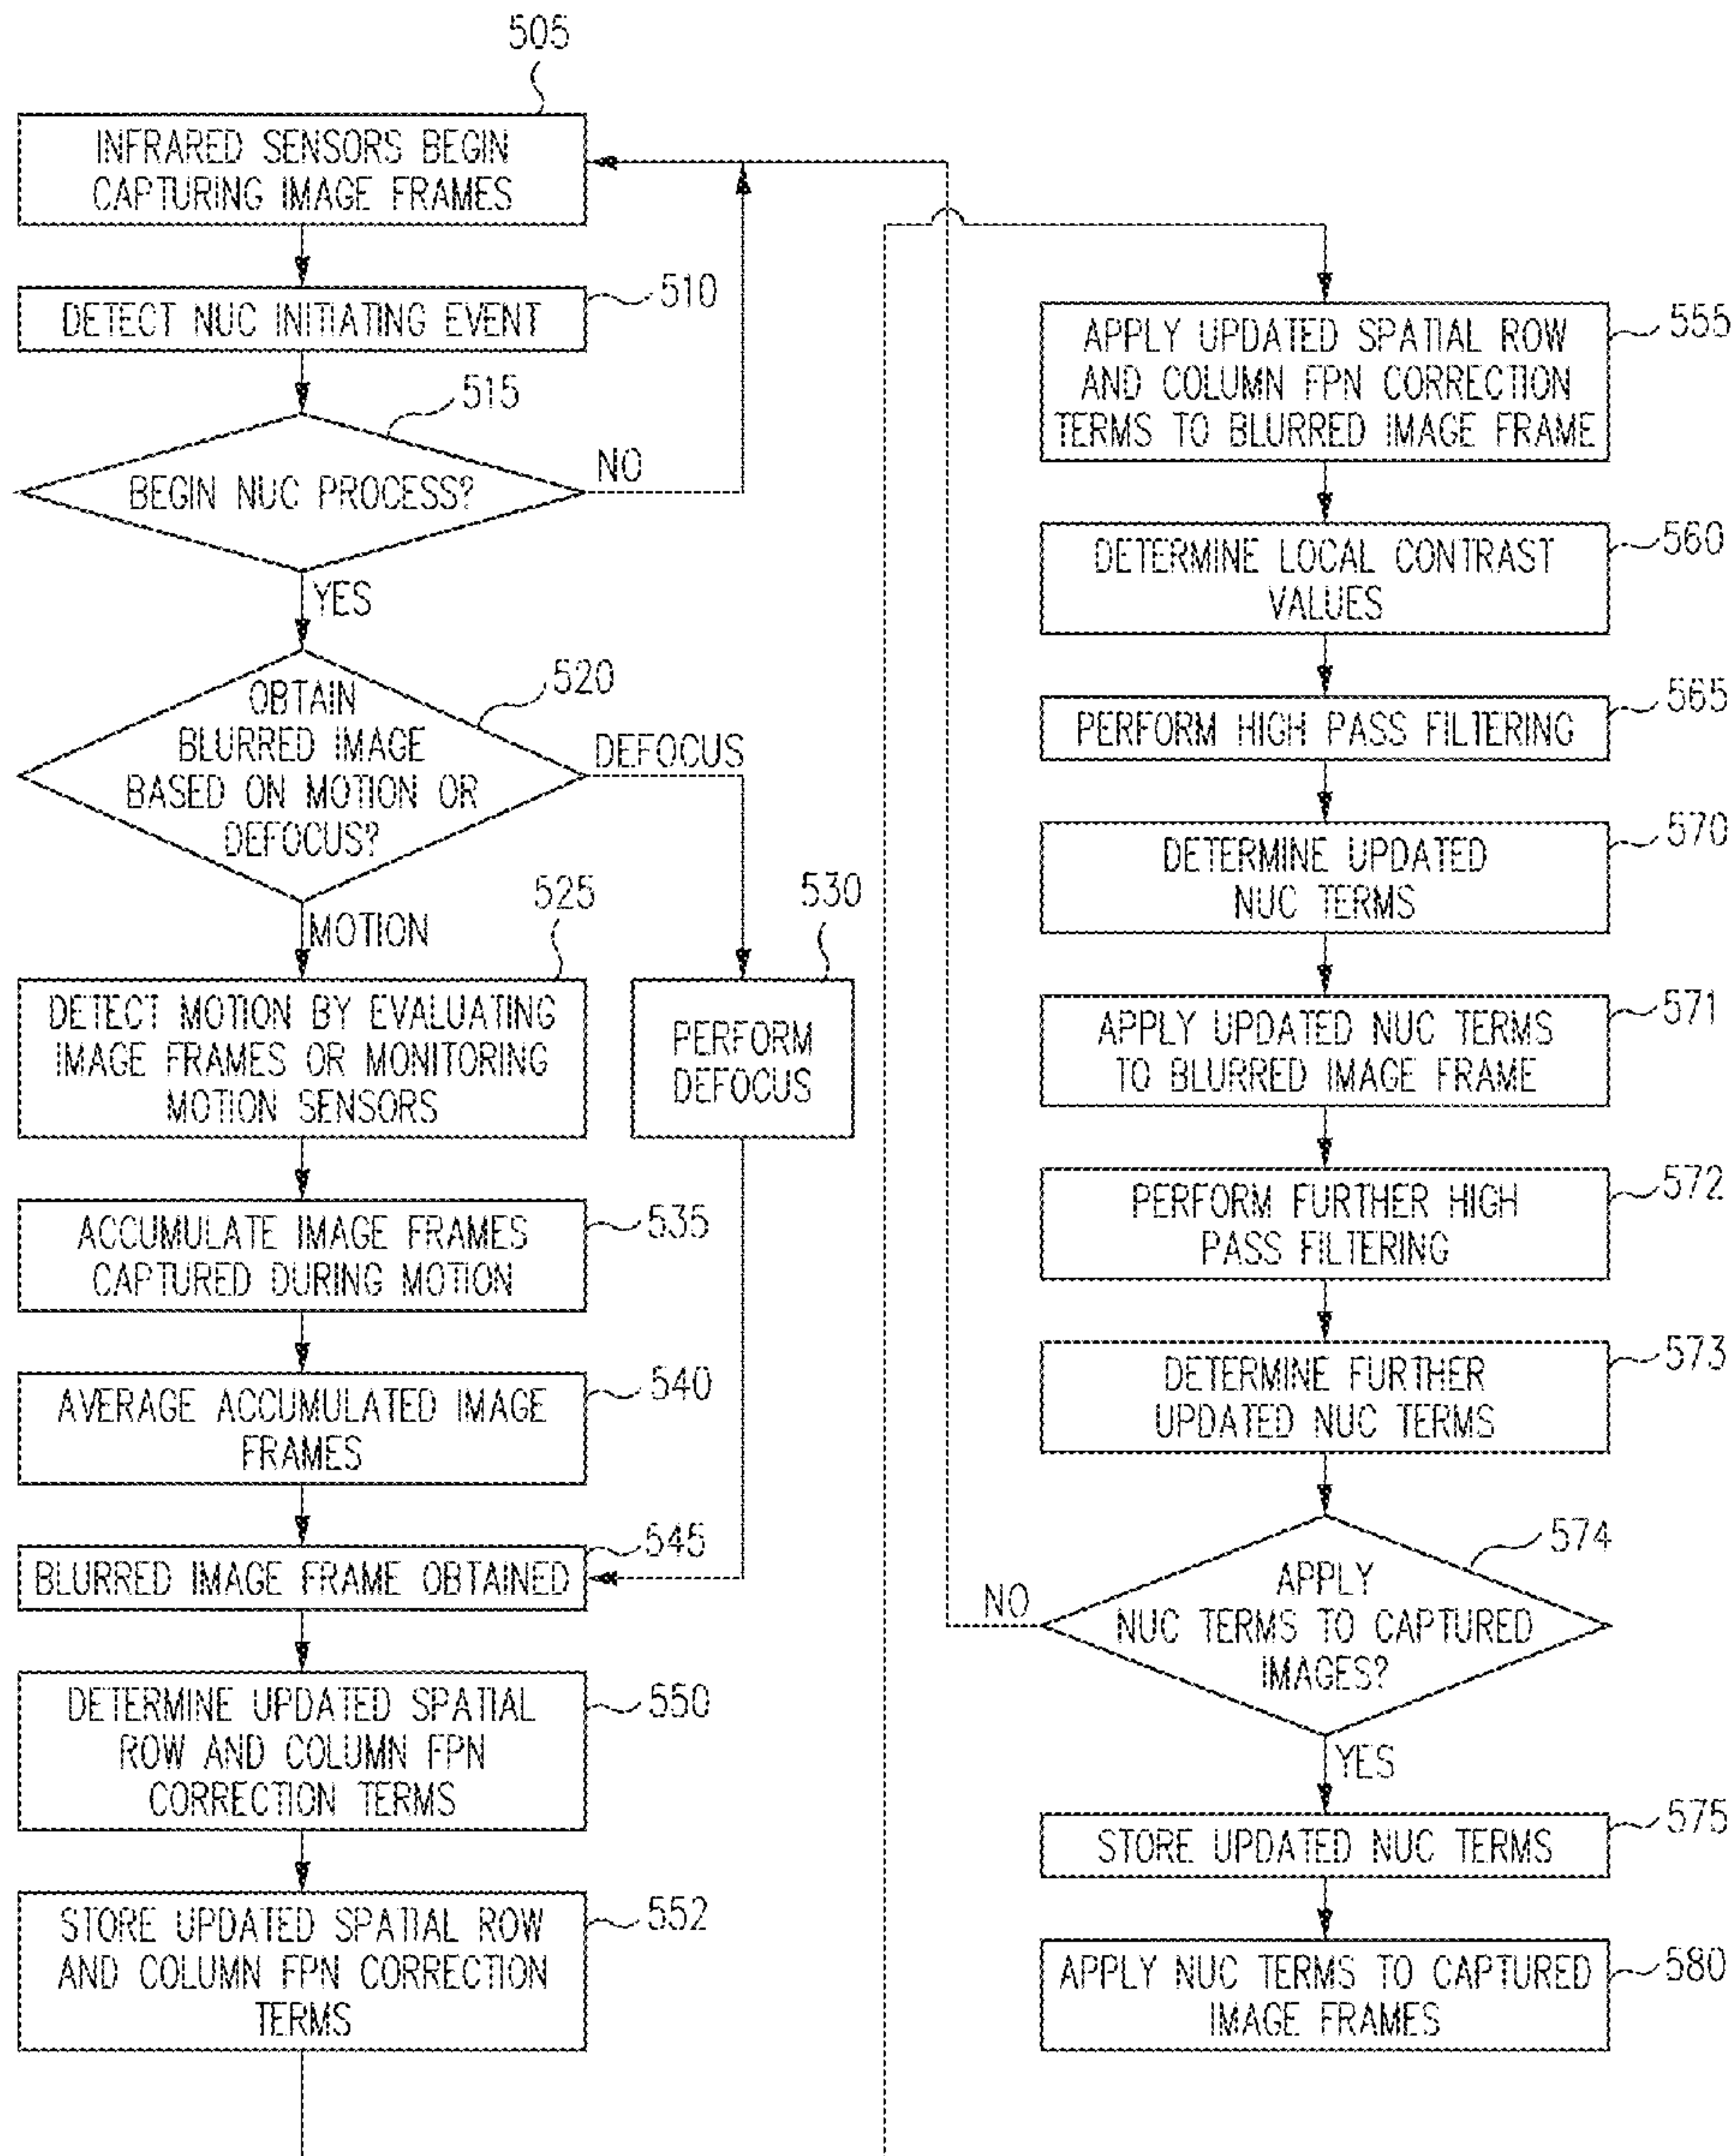 505
INFRARED SENSORS BEGIN
CAPTURING IMAGE FRAMES
DETECT NUC INITIATING EVENT
510
515
BEGIN NUC PROCESS?
NO
YES
520
OBTAIN
BLURRED IMAGE
BASED ON MOTION OR
DEFOCUS?
DEFOCUS
MOTION
525
DETECT MOTION BY EVALUATING
IMAGE FRAMES OR MONITORING
MOTION SENSORS
530
PERFORM
DEFOCUS
ACCUMULATE IMAGE FRAMES
CAPTURED DURING MOTION
535
AVERAGE ACCUMULATED IMAGE
FRAMES
540
BLURRED IMAGE FRAME OBTAINED
545
DETERMINE UPDATED SPATIAL
ROW AND COLUMN FPN
CORRECTION TERMS
550
STORE UPDATED SPATIAL ROW
AND COLUMN FPN CORRECTION
TERMS
552
APPLY UPDATED SPATIAL ROW
AND COLUMN FPN CORRECTION
TERMS TO BLURRED IMAGE FRAME
555
DETERMINE LOCAL CONTRAST
VALUES
560
PERFORM HIGH PASS FILTERING
565
DETERMINE UPDATED
NUC TERMS
570
APPLY UPDATED NUC TERMS
TO BLURRED IMAGE FRAME
571
PERFORM FURTHER HIGH
PASS FILTERING
572
DETERMINE FURTHER
UPDATED NUC TERMS
573
574
APPLY
NUC TERMS TO CAPTURED
IMAGES?
NO
YES
STORE UPDATED NUC TERMS
575
APPLY NUC TERMS TO CAPTURED
IMAGE FRAMES
580